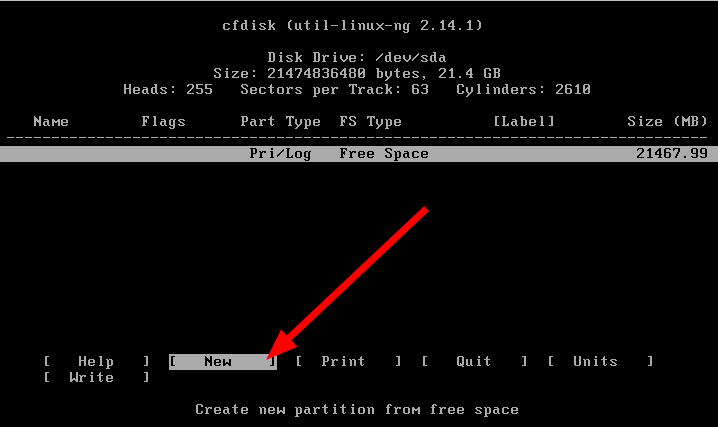 cfdisk (util-linux-ng 2.14.1)
Disk Drive: /dev/sda
Size: 21474836480 bytes, 21.4 GB
Heads: 255   Sectors per Track: 63   Cylinders: 2610
Name   Flags   Part Type   FS Type   [Label]   Size (MB)
Pri/Log   Free Space   21467.99
[   Help   ]   [   New   ]   [   Print   ]   [   Quit   ]   [   Units   ]
[   Write   ]
Create new partition from free space